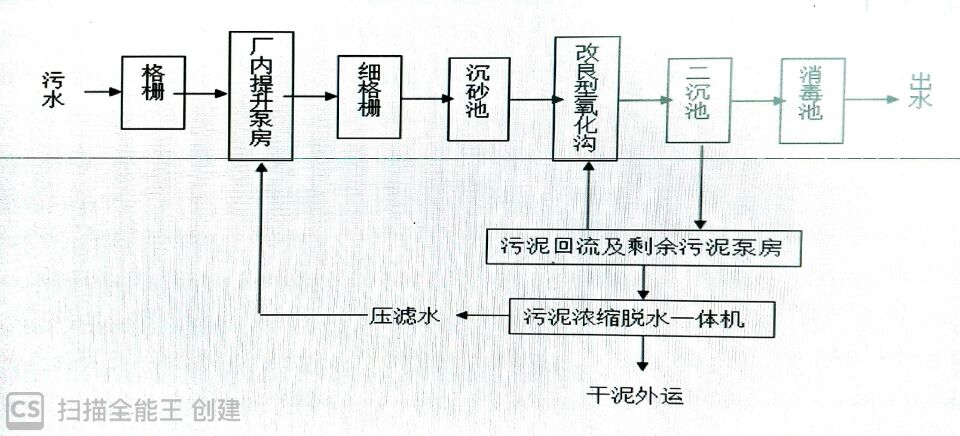 污水
格栅
厂内提升泵房
细格栅
沉砂池
改良型氧化沟
二沉池
消毒池
出水
污泥回流及剩余污泥泵房
压滤水
污泥浓缩脱水一体机
干泥外运
CS 扫描全能王 创建